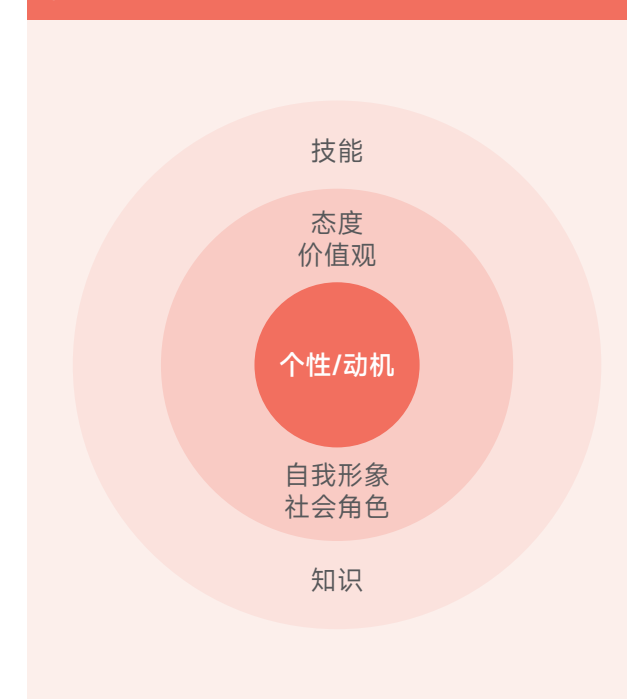 技能
态度
价值观
个性/动机
自我形象
社会角色
知识